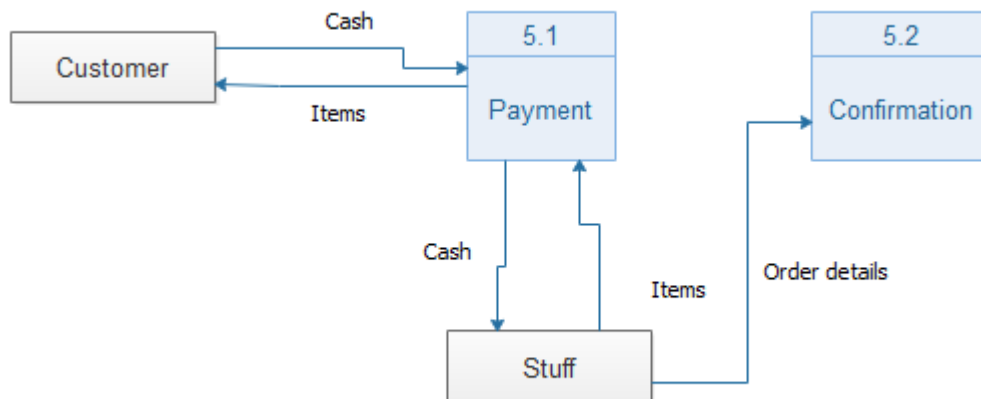 Cash
5.1
5.2
Customer
Items
Payment
Confirmation
Cash
Items
Order details
Stuff